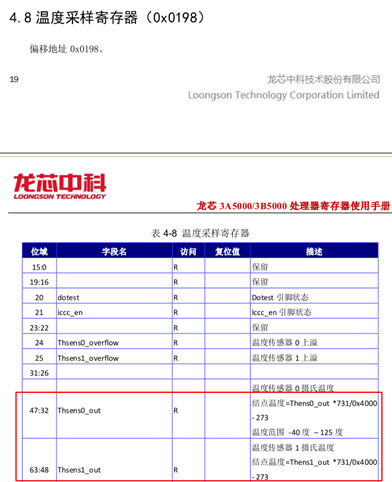 4.8 温度采样寄存器（0x0198）
偏移地址 0x0198。
19
龙芯中科技术股份有限公司
Loongson Technology Corporation Limited
龙芯中科
LOONGSON TECHNOLOGY
龙芯 3A5000/3B5000 处理器寄存器使用手册
表 4-8 温度采样寄存器
位域 字段名 访问 复位值 描述
15:0 R 保留
19:16 R 保留
20 dotest R Dotest 引脚状态
21 iccc_en R Iccc_en 引脚状态
23:22 R 保留
24 Thsens0_overflow R 温度传感器 0 上溢
25 Thsens1_overflow R 温度传感器 1 上溢
31:26
47:32 Thsens0_out R 温度传感器 0 摄氏温度
结点温度=Thens0_out *731/0x4000
- 273
温度范围 -40 度 – 125 度
63:48 Thsens1_out R 温度传感器 1 摄氏温度
结点温度=Thens1_out *731/0x4000
- 273